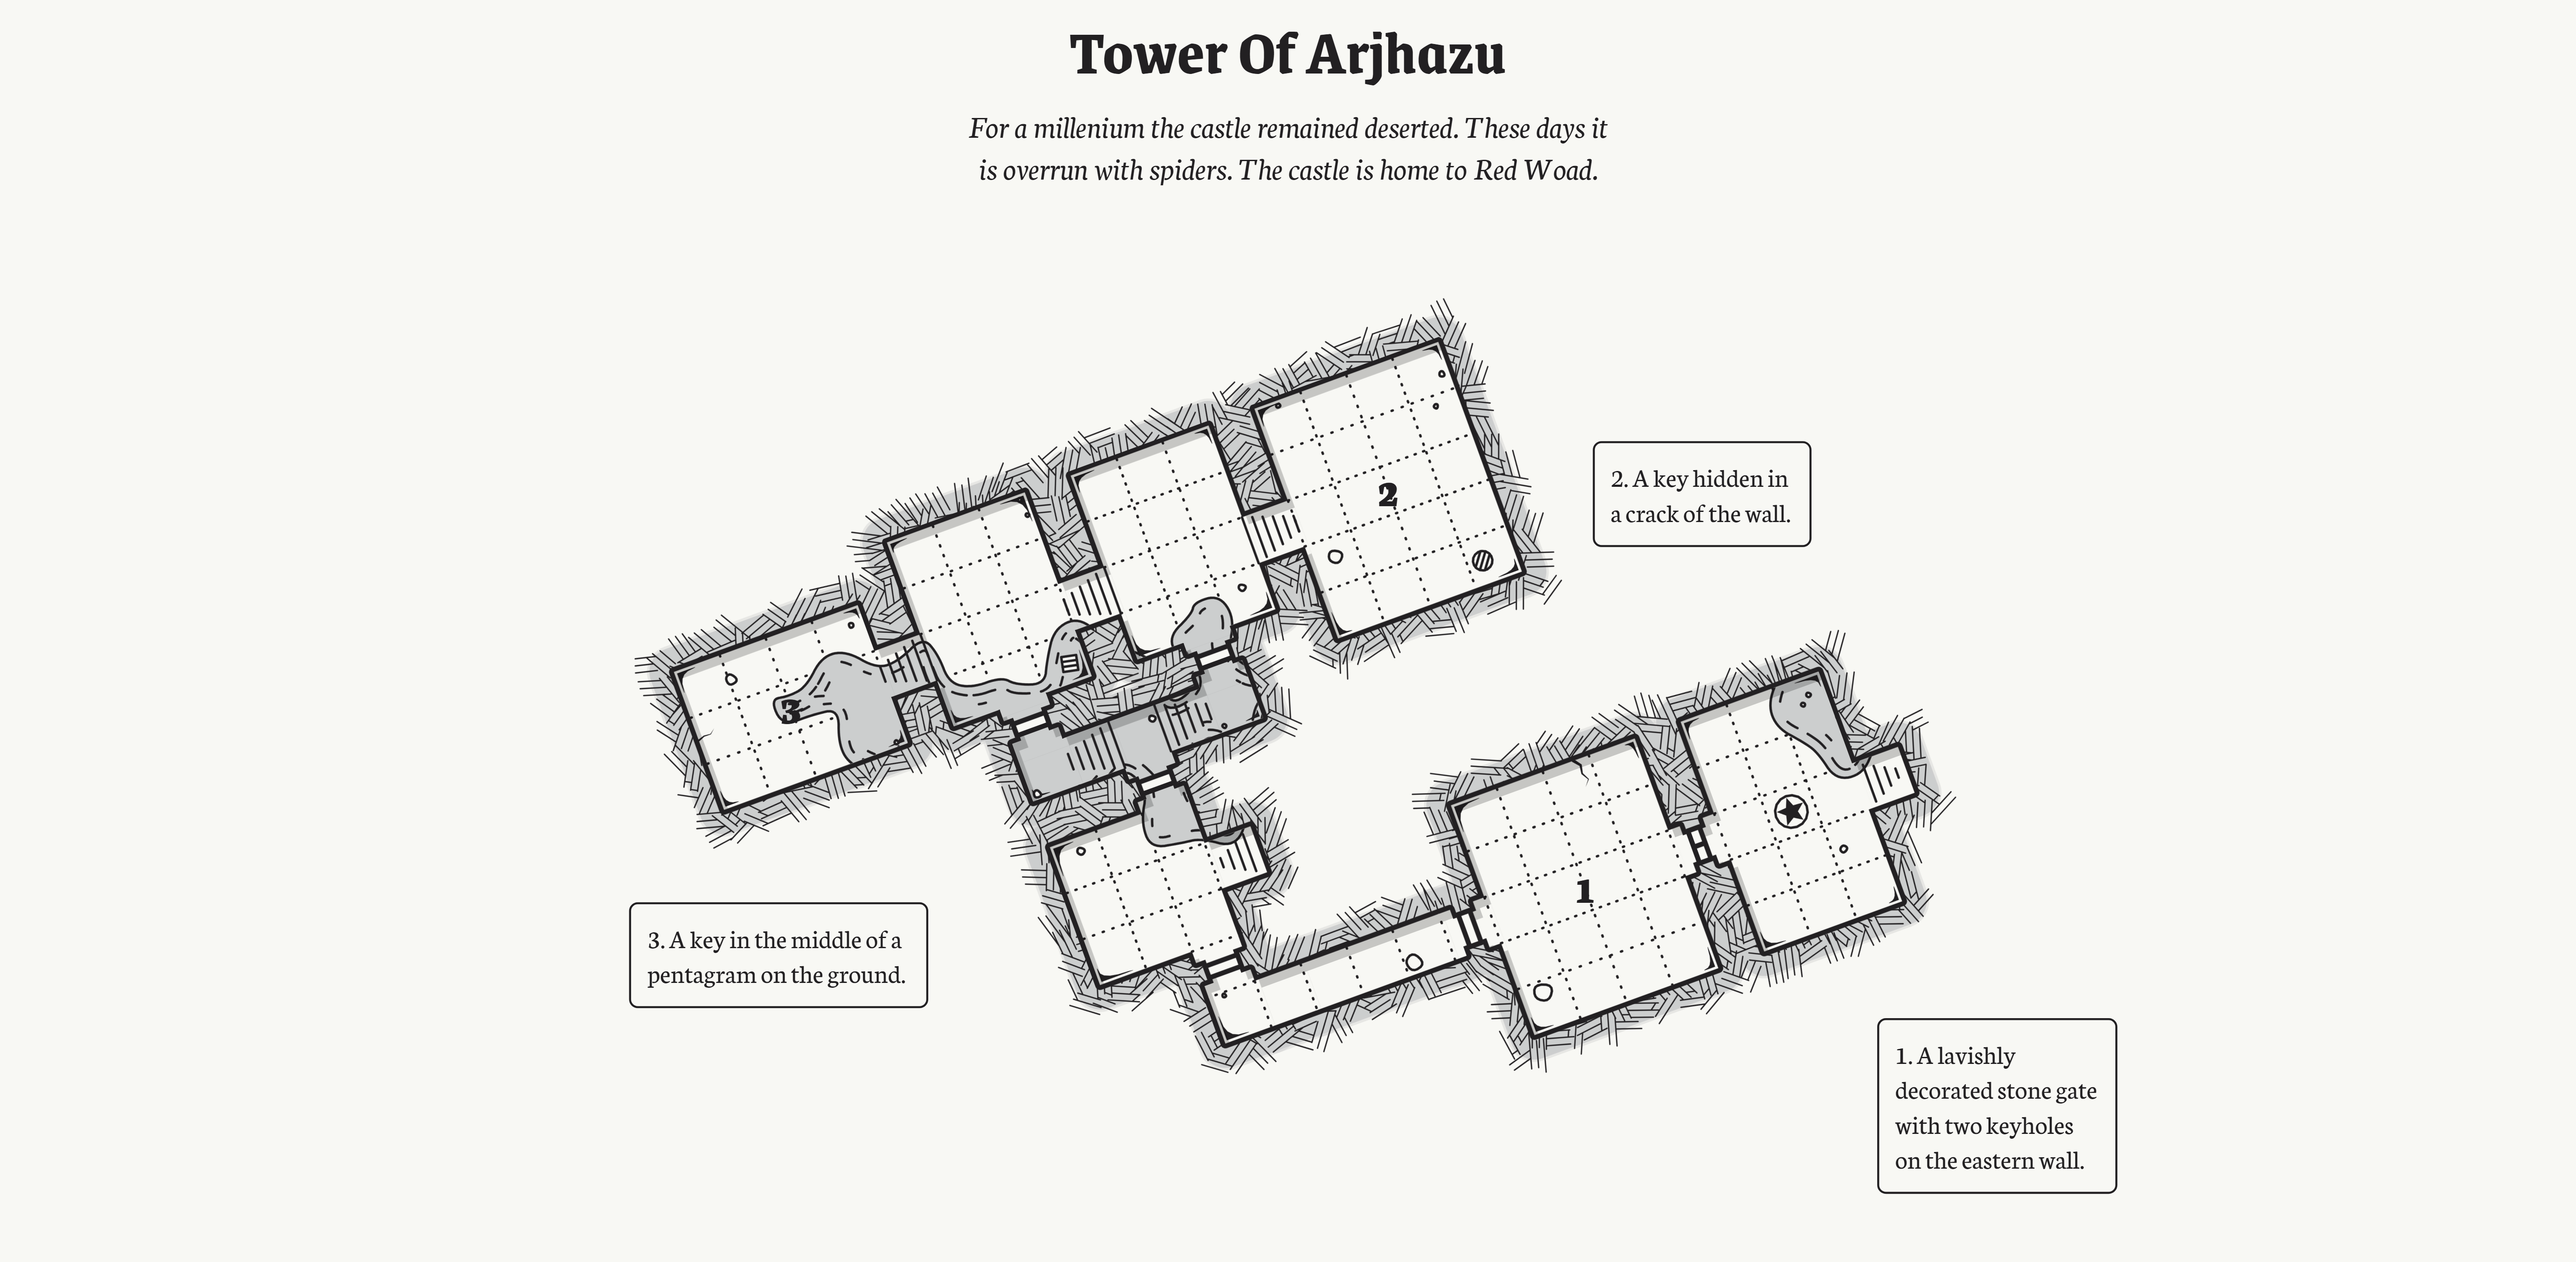 Tower Of Arjhazu
For a millenium the castle remained deserted. These days it
is overrun with spiders. The castle is home to Red Woad.
2
2. A key hidden in
a crack of the wall.
3
1
3. A key in the middle of a
pentagram on the ground.
1. A lavishly
decorated stone gate
with two keyholes
on the eastern wall.